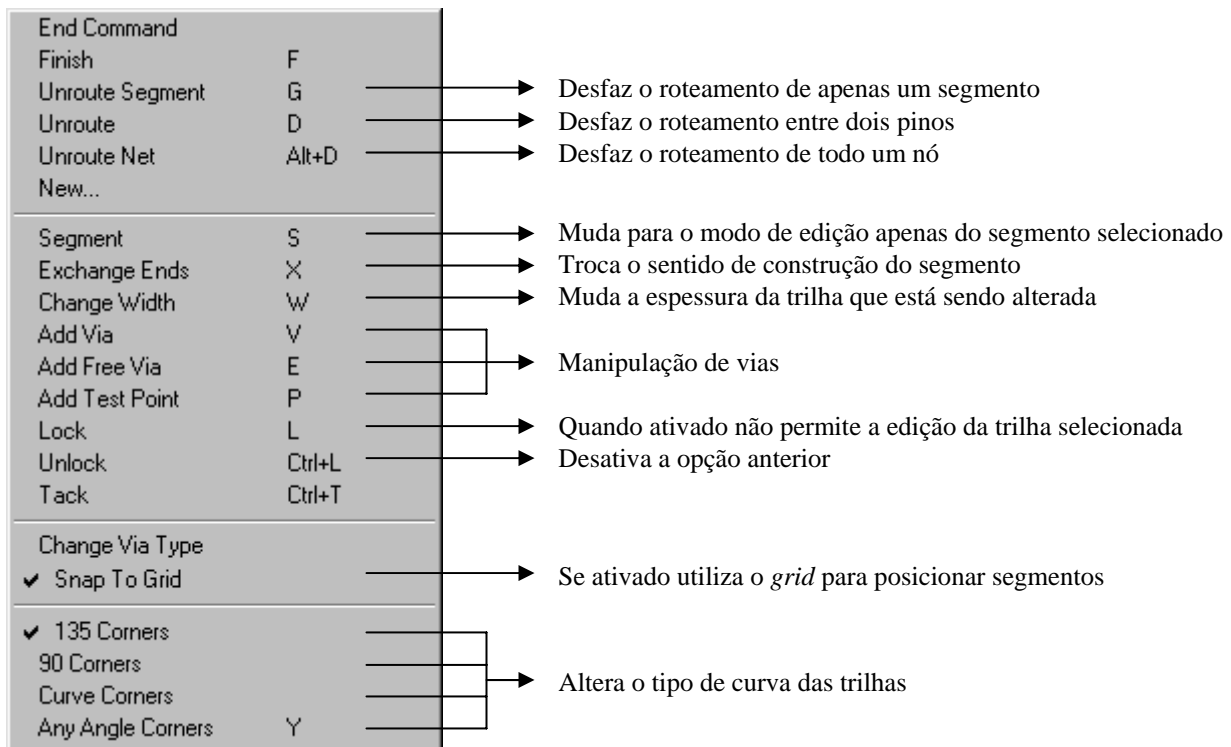 End Command
Finish F
Unroute Segment G Desfaz o roteamento de apenas um segmento
Unroute D Desfaz o roteamento entre dois pinos
Unroute Net Alt+D Desfaz o roteamento de todo um nó
New...
Segment S Muda para o modo de edição apenas do segmento selecionado
Exchange Ends X Troca o sentido de construção do segmento
Change Width W Muda a espessura da trilha que está sendo alterada
Add Via V
Add Free Via E Manipulação de vias
Add Test Point P
Lock L Quando ativado não permite a edição da trilha selecionada
Unlock Ctrl+L Desativa a opção anterior
Tack Ctrl+T
Change Via Type
Snap To Grid Se ativado utiliza o grid para posicionar segmentos
135 Corners
90 Corners
Altera o tipo de curva das trilhas
Curve Corners
Any Angle Corners Y